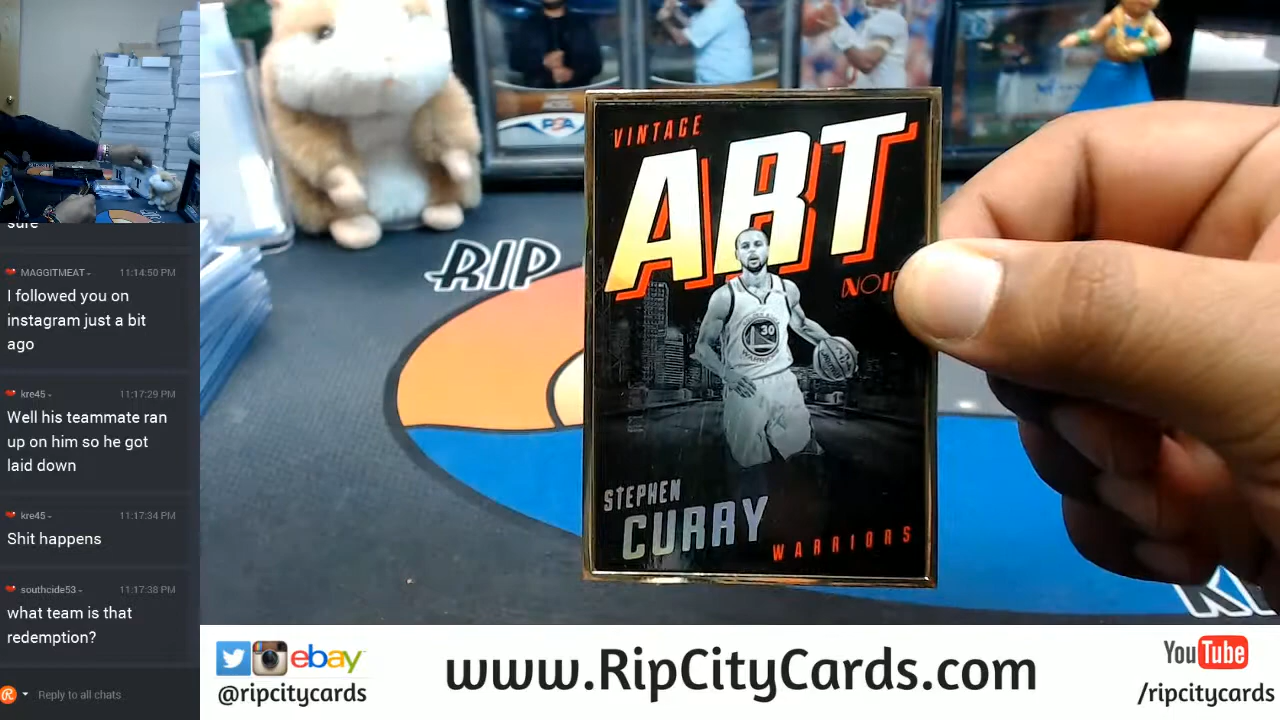 sure
MAGGITMEAT 11:14:50 PM
I followed you on
instagram just a bit
ago
kre45 11:17:29 PM
Well his teammate ran
up on him so he got
laid down
kre45 11:17:34 PM
Shit happens
southcide53 11:17:38 PM
what team is that
redemption?
Reply to all chats
PSA
RIP
VINTAGE
ART
NOIR
30
WARRIORS
STEPHEN
CURRY
WARRIORS
ebay
@ripcitycards
www.RipCityCards.com
YouTube
/ripcitycards